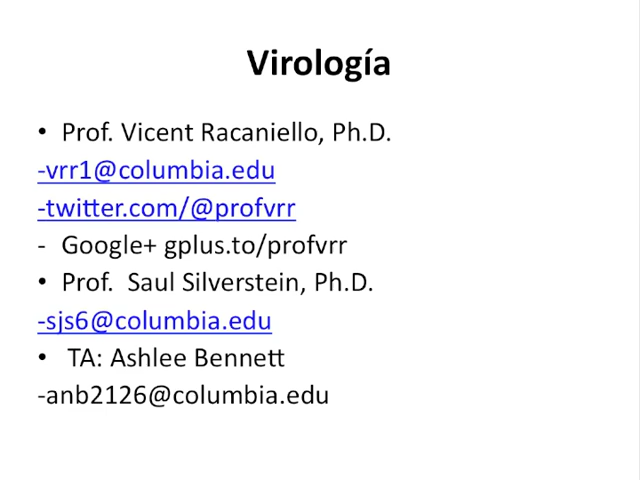 Virología
• Prof. Vicent Racaniello, Ph.D.
-vrr1@columbia.edu
-twitter.com/@profvrr
- Google+ gplus.to/profvrr
• Prof. Saul Silverstein, Ph.D.
-sjs6@columbia.edu
• TA: Ashlee Bennett
-anb2126@columbia.edu